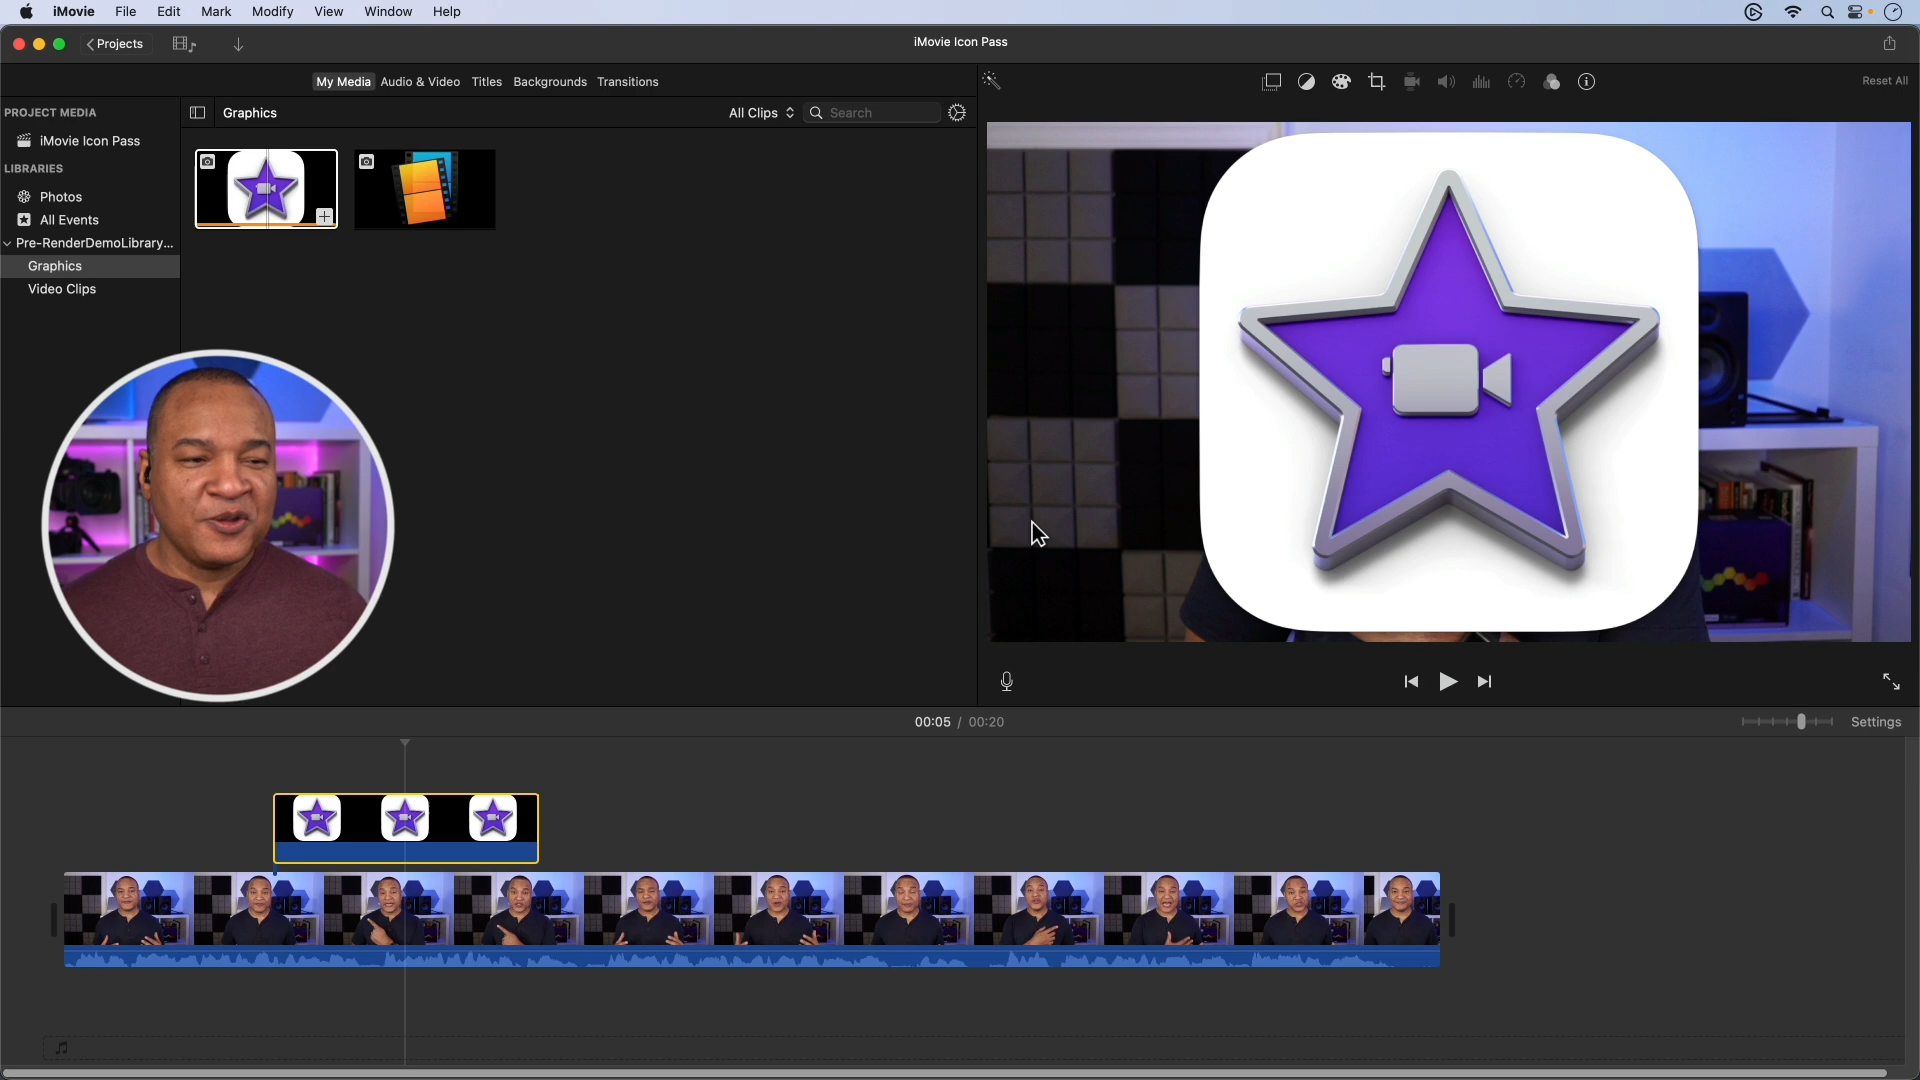 iMovie File Edit Mark Modify View Window Help
Projects
iMovie Icon Pass
My Media Audio & Video Titles Backgrounds Transitions
Reset All
PROJECT MEDIA
Graphics
All Clips
Search
iMovie Icon Pass
LIBRARIES
Photos
All Events
Pre-RenderDemoLibrary...
Graphics
Video Clips
00:05 / 00:20
Settings